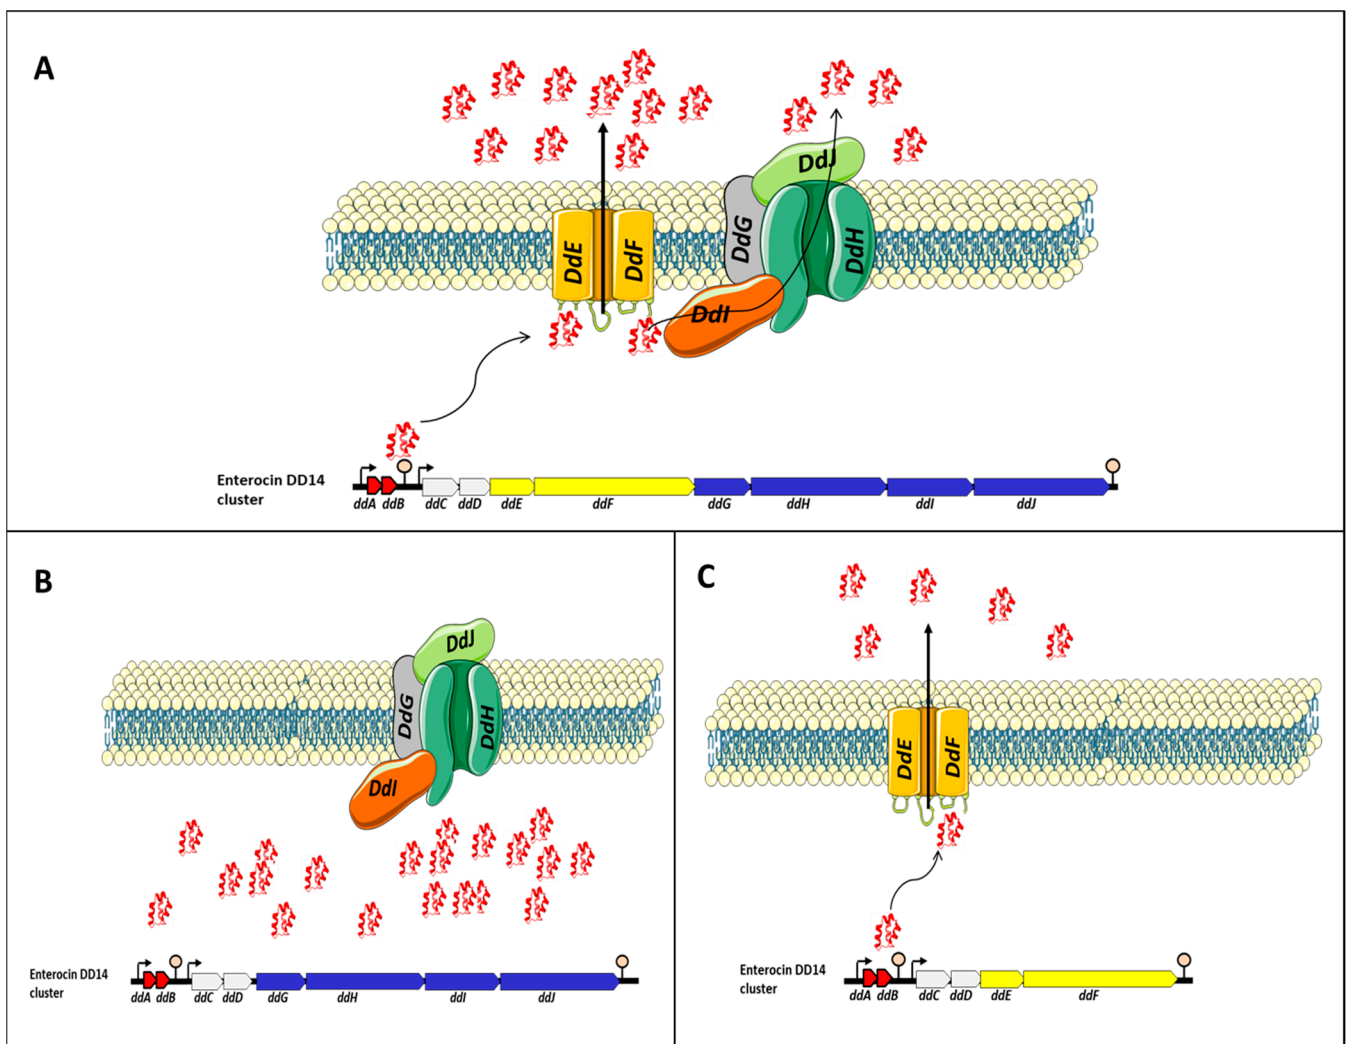 A
DdJ
DdE
DdF
DdG
DdH
DdI
Enterocin DD14
cluster
ddA ddB ddC ddD ddE ddF ddG ddH ddI ddJ
B
DdJ
DdG
DdH
DdI
Enterocin DD14
cluster
ddA ddB ddC ddD ddG ddH ddI ddJ
C
DdE
DdF
Enterocin DD14
cluster
ddA ddB ddC ddD ddE ddF